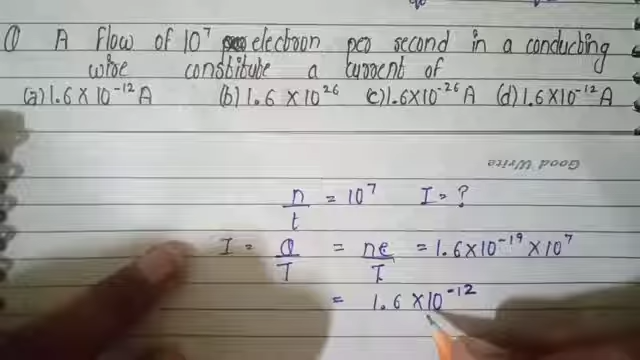 Q A flow of 10⁷ electron per second in a conducting
wire constitute a current of
(a) 1.6 × 10⁻¹² A (b) 1.6 × 10²⁶ (c) 1.6×10⁻²⁶ A (d) 1.6×10⁻¹² A
Good Write
n/t = 10⁷ I = ?
I = Q/T = ne/T = 1.6×10⁻¹⁹ × 10⁷
= 1.6 × 10⁻¹²